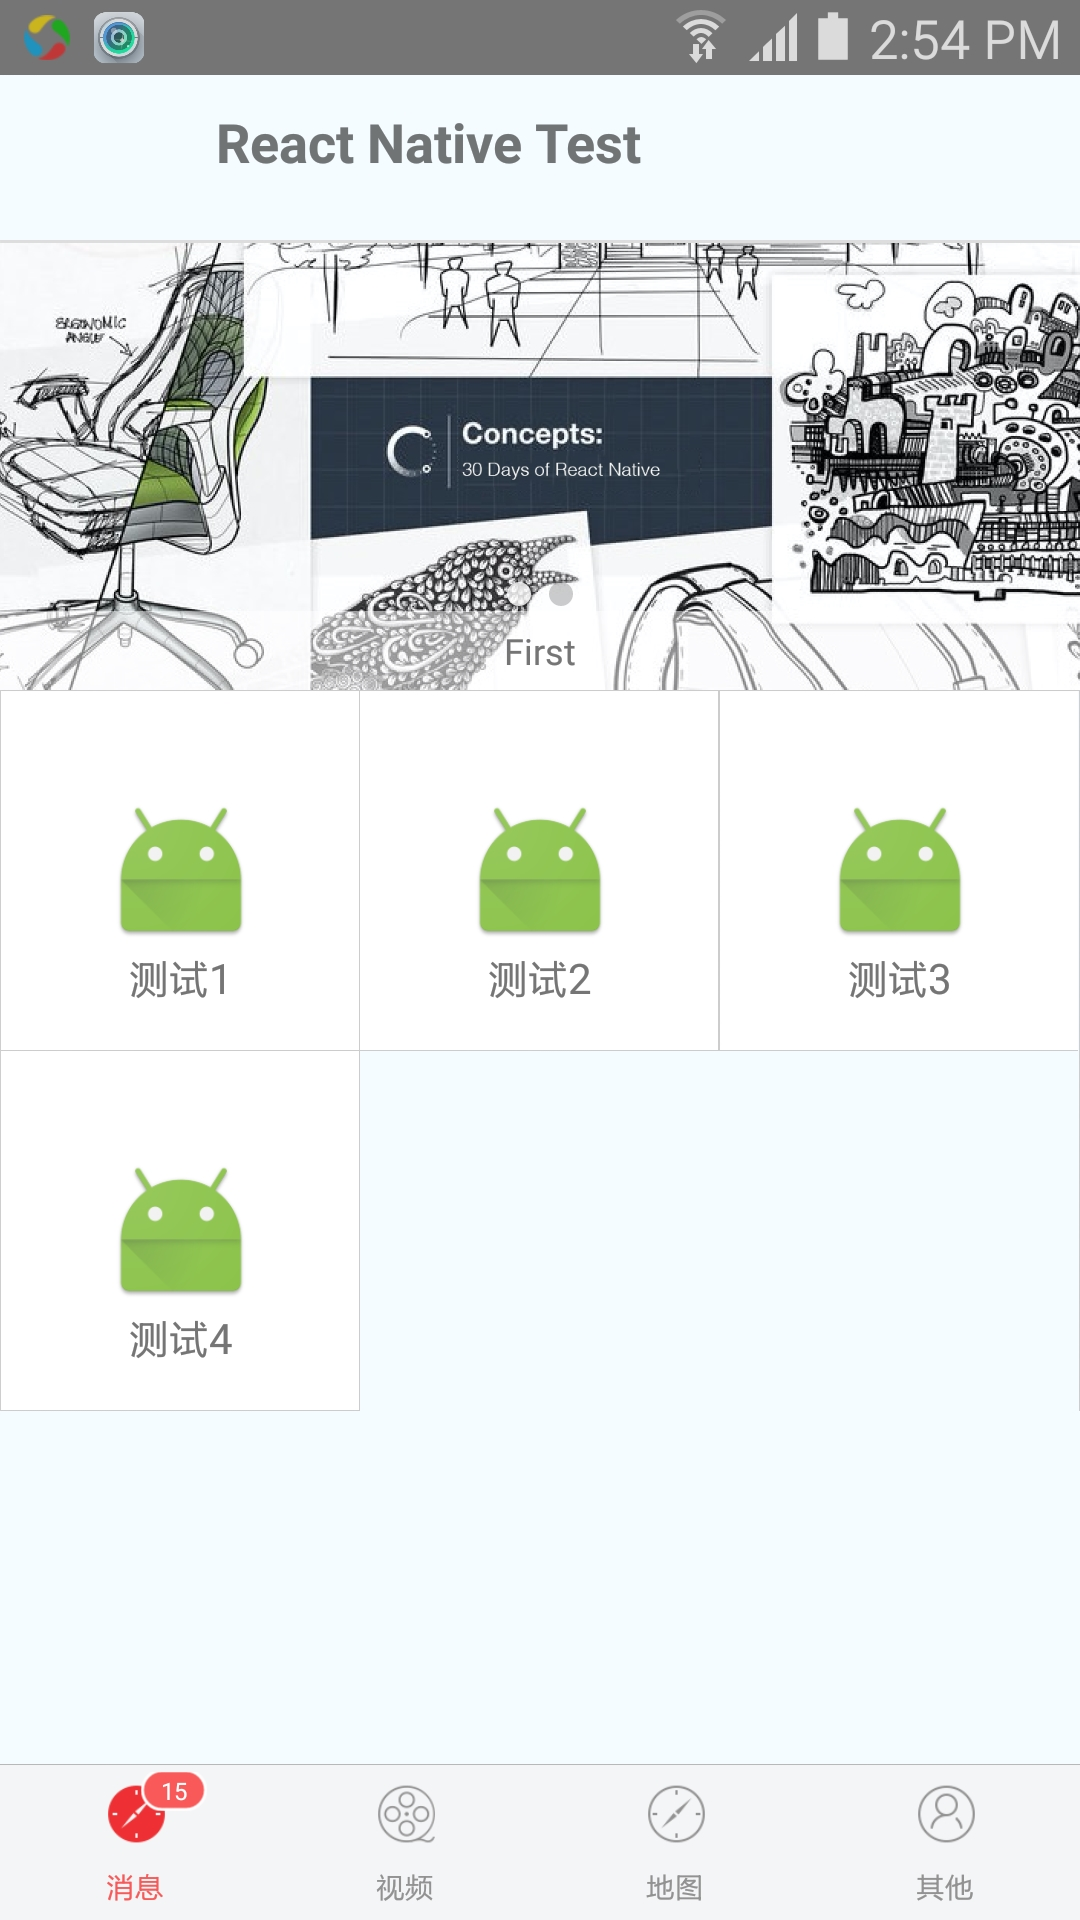 2:54 PM
React Native Test
ERGONOMIC
ANGLE
Concepts:
30 Days of React Native
First
测试1
测试2
测试3
测试4
15
消息
视频
地图
其他